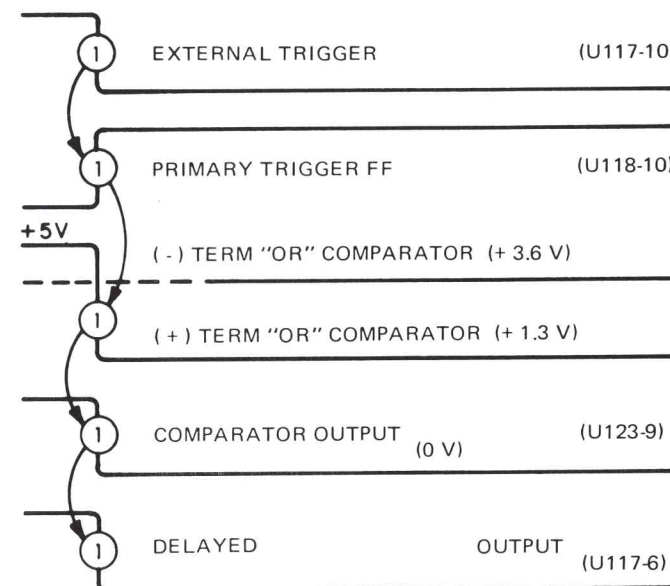 1 EXTERNAL TRIGGER (U117-10
1 PRIMARY TRIGGER FF (U118-10)
+5V
(-) TERM "OR" COMPARATOR (+ 3.6 V)
1 (+) TERM "OR" COMPARATOR (+ 1.3 V)
1 COMPARATOR OUTPUT (0 V) (U123-9)
1 DELAYED OUTPUT (U117-6)